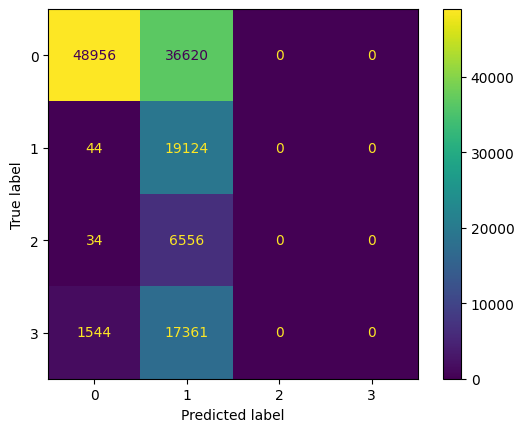 0 48956 36620 0 0
1 44 19124 0 0
2 34 6556 0 0
3 1544 17361 0 0
0 1 2 3
Predicted label
True label
40000
30000
20000
10000
0